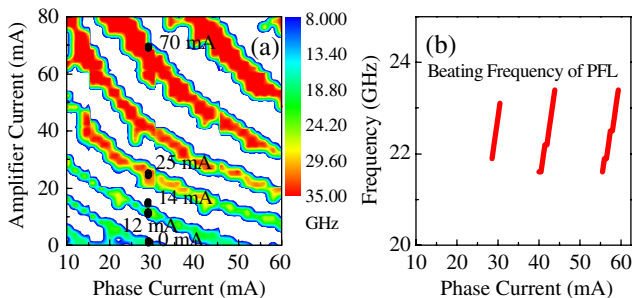 80
60
40
20
0
Amplifier Current (mA)
10 20 30 40 50 60
Phase Current (mA)
(a)
70 mA
25 mA
14 mA
12 mA
0 mA
8.000
13.40
18.80
24.20
29.60
35.00
GHz
(b)
Beating Frequency of PFL
24
22
20
Frequency (GHz)
10 20 30 40 50 60
Phase Current (mA)